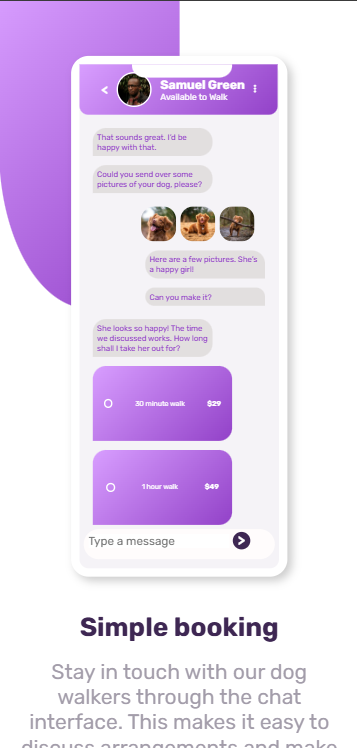 Samuel Green
Available to Walk
That sounds great. I'd be
happy with that.
Could you send over some
pictures of your dog, please?
Here are a few pictures. She's
a happy girl!
Can you make it?
She looks so happy! The time
we discussed works. How long
shall I take her out for?
30 minute walk $29
1 hour walk $49
Type a message
Simple booking
Stay in touch with our dog
walkers through the chat
interface. This makes it easy to
discuss arrangements and make